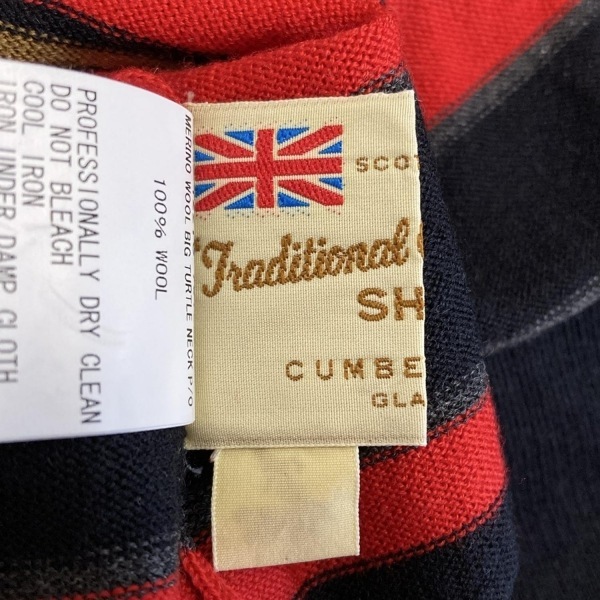 PROFESSIONALLY DRY CLEAN
DO NOT BLEACH
COOL IRON
IRON UNDER DAMP CLOTH
100% WOOL
MERINO WOOL BIG TURTLE NECK P/O
SCOT
"Traditional
SH
CUMBE
GLA